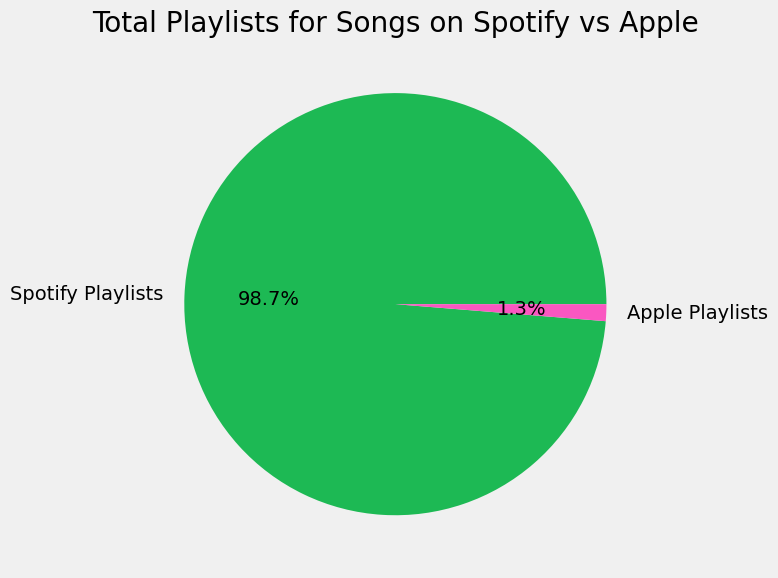 Total Playlists for Songs on Spotify vs Apple
Spotify Playlists
98.7%
1.3%
Apple Playlists